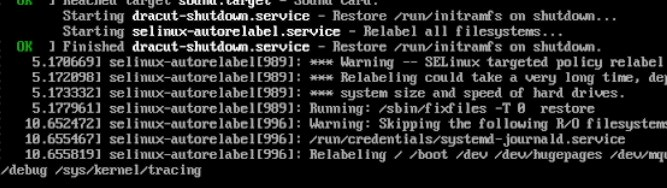 OK  ] Reached target sound.target - Sound Card.
Starting dracut-shutdown.service - Restore /run/initramfs on shutdown...
Starting selinux-autorelabel.service - Relabel all filesystems...
OK  ] Finished dracut-shutdown.service - Restore /run/initramfs on shutdown.
5.170669] selinux-autorelabel[989]: *** Warning -- SELinux targeted policy relabel
5.172098] selinux-autorelabel[989]: *** Relabeling could take a very long time, dep
5.173332] selinux-autorelabel[989]: *** system size and speed of hard drives.
5.177961] selinux-autorelabel[989]: Running: /sbin/fixfiles -T 0  restore
10.652472] selinux-autorelabel[996]: Warning: Skipping the following R/O filesystems
10.655467] selinux-autorelabel[996]: /run/credentials/systemd-journald.service
10.655819] selinux-autorelabel[996]: Relabeling / /boot /dev /dev/hugepages /dev/mqu
/debug /sys/kernel/tracing